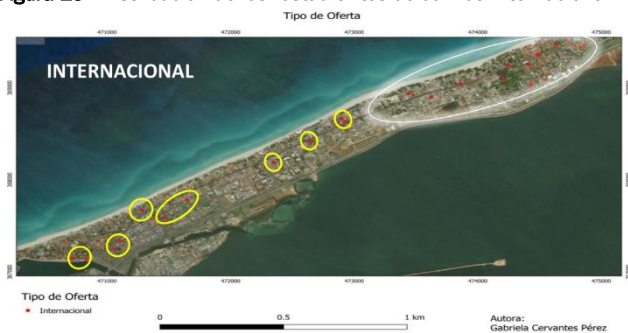 Tipo de Oferta
INTERNACIONAL
471000 472000 473000 474000 475000
471000 472000 473000 474000 475000
Tipo de Oferta
Internacional
0 0.5 1 km
Autora:
Gabriela Cervantes Pérez